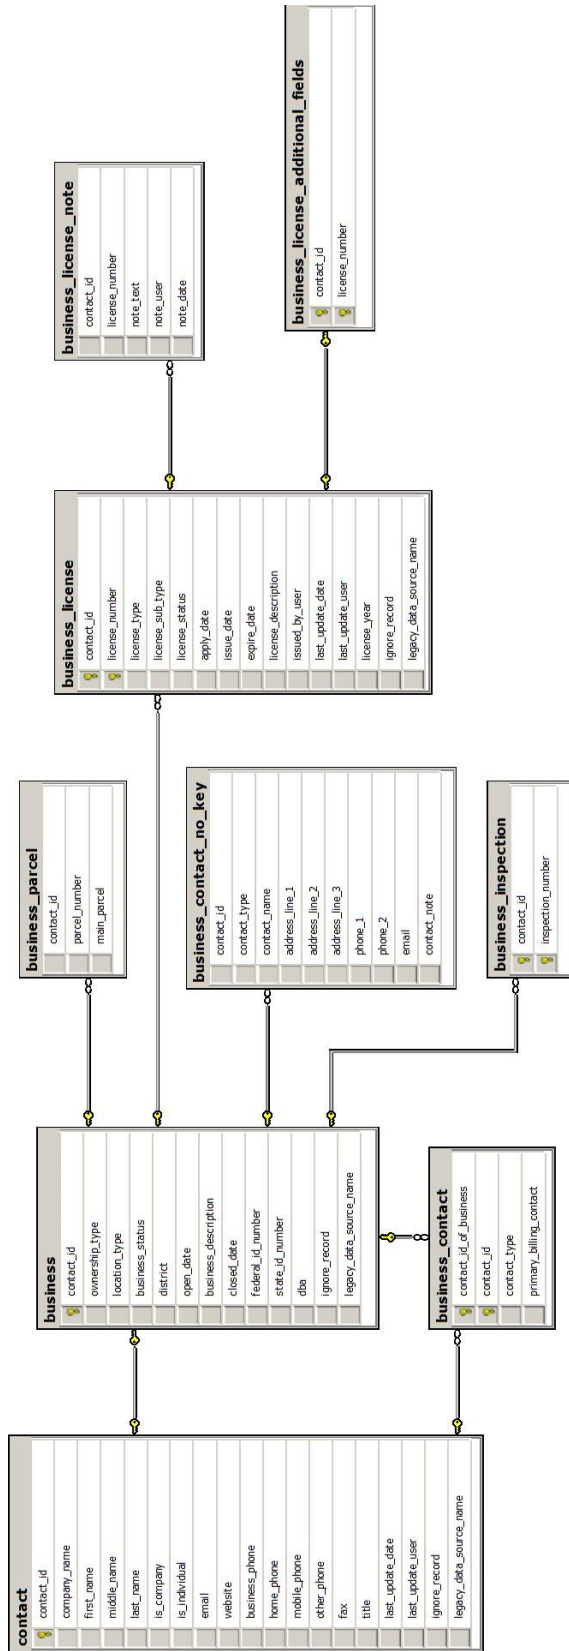 contact
contact_id
company_name
first_name
middle_name
last_name
is_company
is_individual
email
website
business_phone
home_phone
mobile_phone
other_phone
fax
title
last_update_date
last_update_user
ignore_record
legacy_data_source_name
business
contact_id
ownership_type
location_type
business_status
district
open_date
business_description
closed_date
federal_id_number
state_id_number
dba
ignore_record
legacy_data_source_name
business_contact
contact_id_of_business
contact_id
contact_type
primary_billing_contact
business_parcel
contact_id
parcel_number
main_parcel
business_contact_no_key
contact_id
contact_type
contact_name
address_line_1
address_line_2
address_line_3
phone_1
phone_2
email
contact_note
business_inspection
contact_id
inspection_number
business_license
contact_id
license_number
license_type
license_sub_type
license_status
apply_date
issue_date
expire_date
license_description
issued_by_user
last_update_date
last_update_user
license_year
ignore_record
legacy_data_source_name
business_license_note
contact_id
license_number
note_text
note_user
note_date
business_license_additional_fields
contact_id
license_number